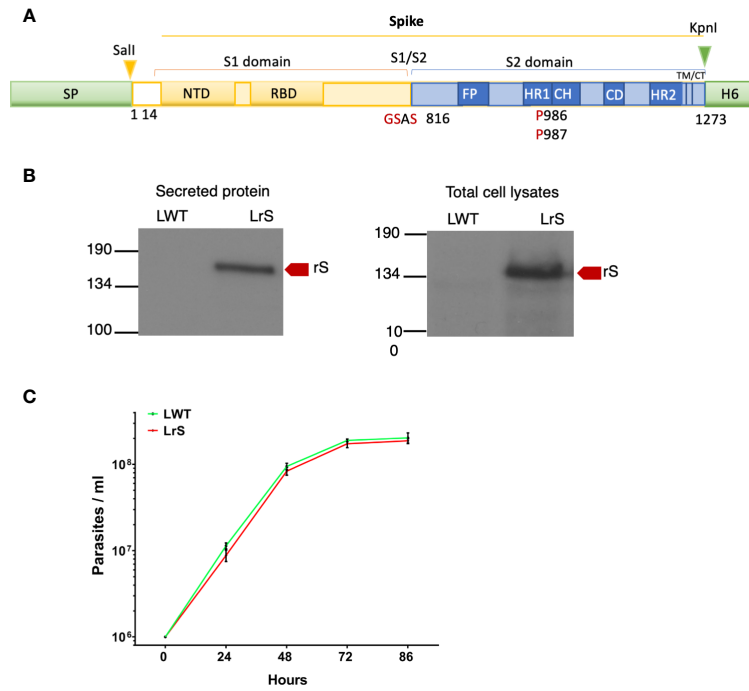 A
Spike
SalI
KpnI
S1 domain
S1/S2
S2 domain
TM/CT
SP
NTD
RBD
FP
HR1
CH
CD
HR2
H6
1 14
GSAS
816
P986
P987
1273
B
Secreted protein
Total cell lysates
LWT
LrS
LWT
LrS
190
134
100
rS
190
134
10
0
rS
C
LWT
LrS
Parasites / ml
10⁸
10⁷
10⁶
0
24
48
72
86
Hours